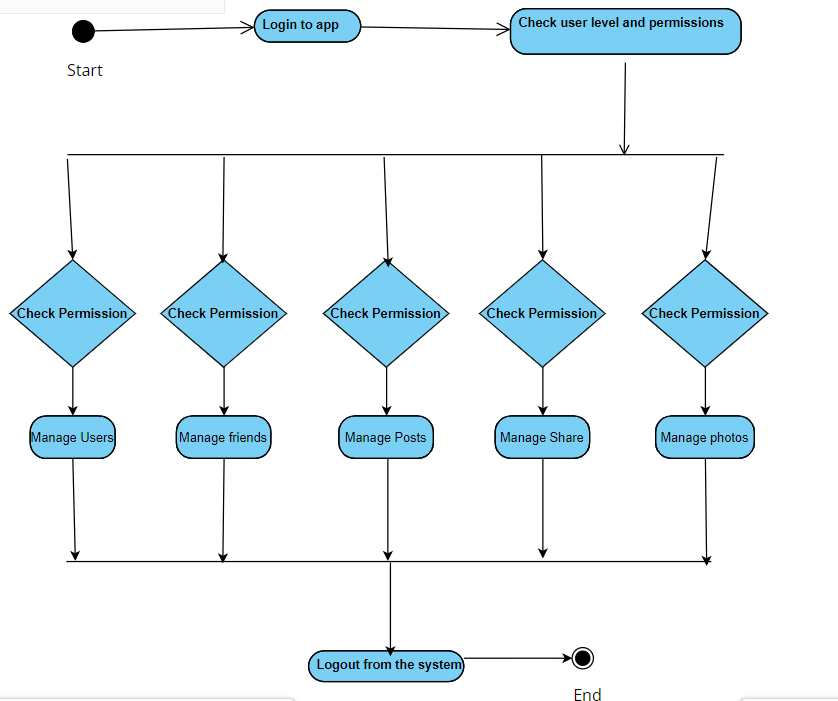 Login to app
Check user level and permissions
Start
Check Permission
Check Permission
Check Permission
Check Permission
Check Permission
Manage Users
Manage friends
Manage Posts
Manage Share
Manage photos
Logout from the system
End